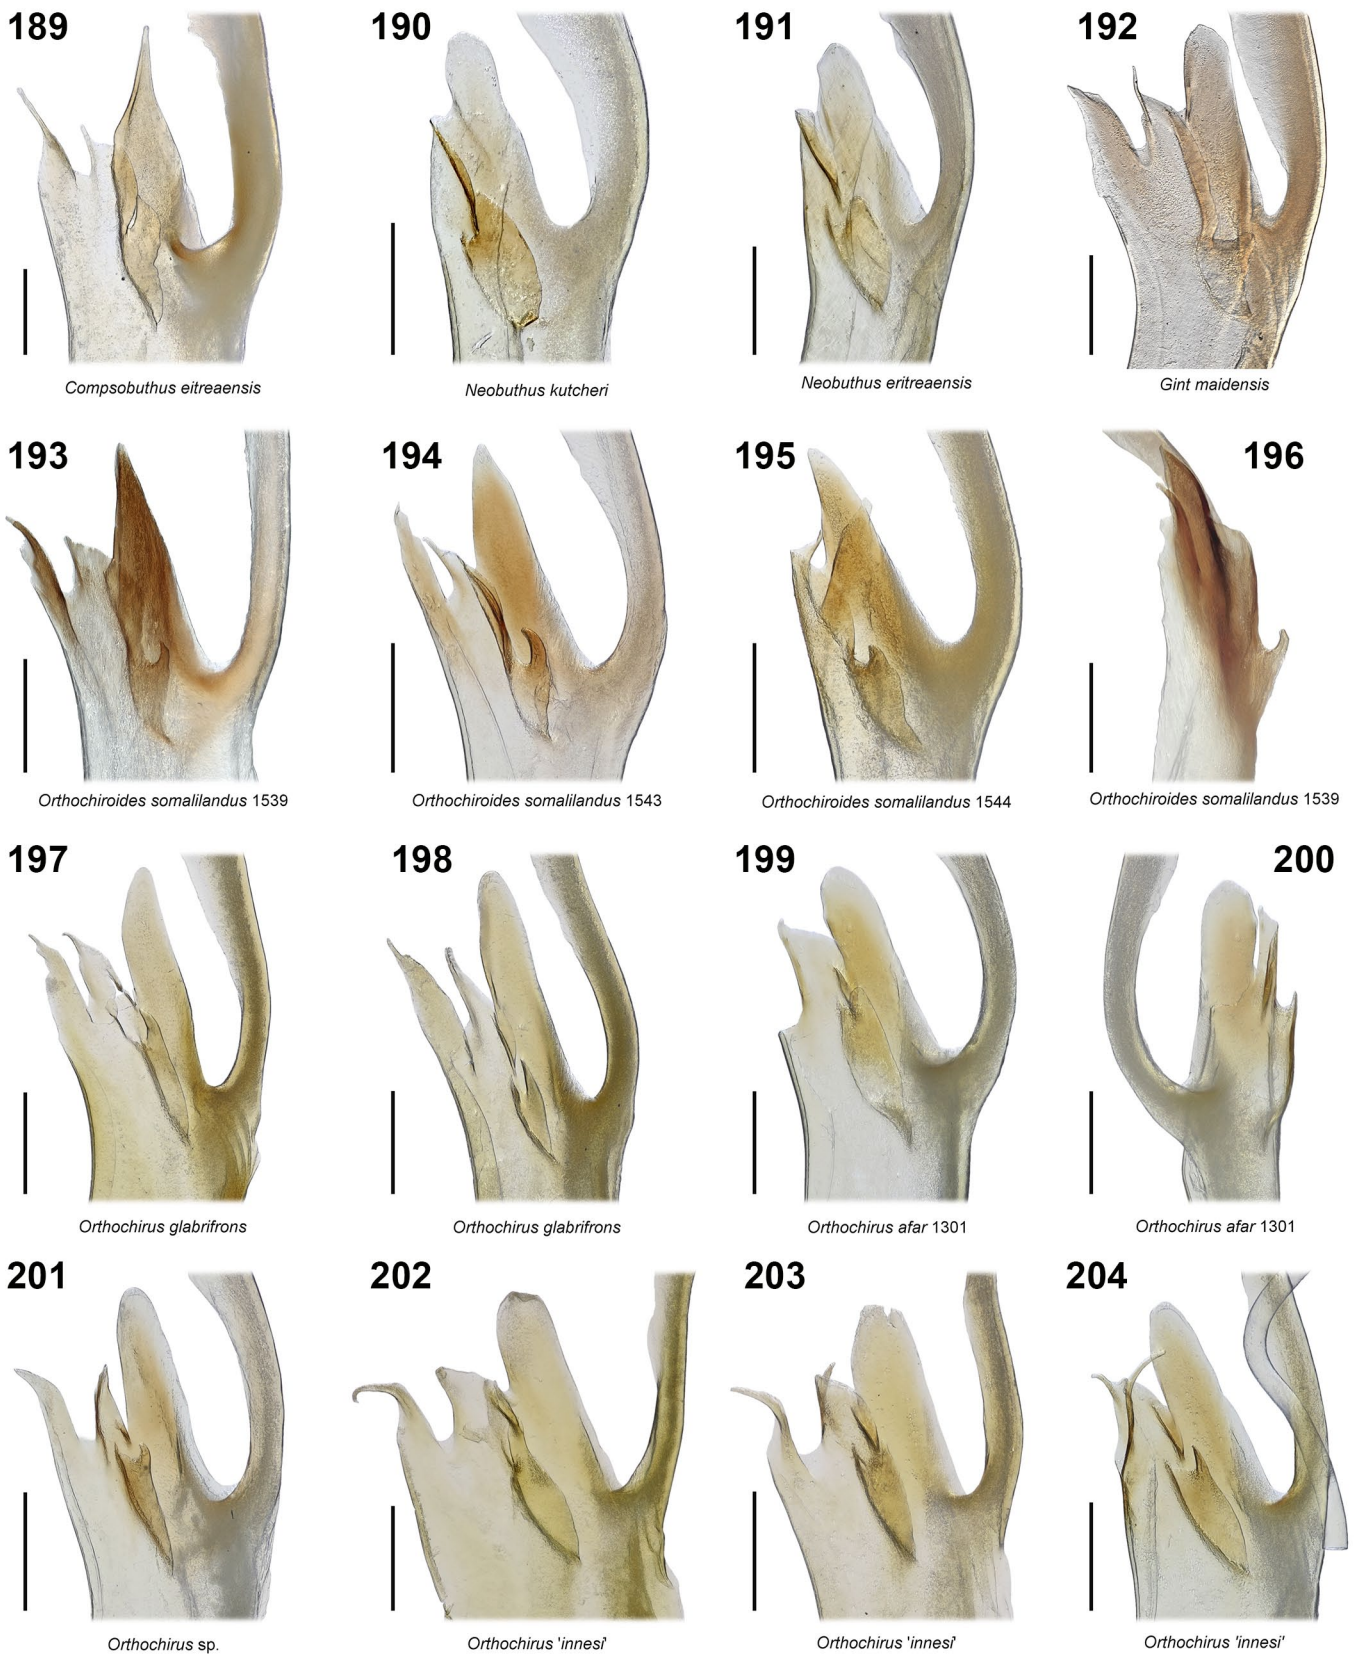 189
190
191
192
Compsobuthus eitreaensis
Neobuthus kutcheri
Neobuthus eritreaensis
Gint maidensis
193
194
195
196
Orthochiroides somalilandus 1539
Orthochiroides somalilandus 1543
Orthochiroides somalilandus 1544
Orthochiroides somalilandus 1539
197
198
199
200
Orthochirus glabrifrons
Orthochirus glabrifrons
Orthochirus afar 1301
Orthochirus afar 1301
201
202
203
204
Orthochirus sp.
Orthochirus 'innesi'
Orthochirus 'innesi'
Orthochirus 'innesi'